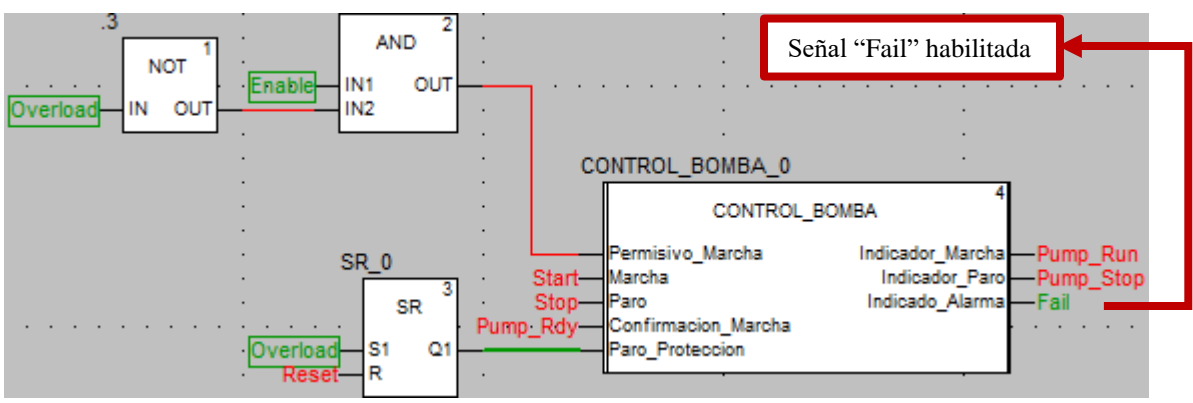 .3
NOT 1
Overload IN OUT
AND 2
Enable IN1 OUT
IN2
Señal “Fail” habilitada
CONTROL_BOMBA_0
CONTROL_BOMBA 4
Permisivo_Marcha Indicador_Marcha Pump_Run
Start Marcha Indicador_Paro Pump_Stop
Stop Paro Indicado_Alarma Fail
Pump_Rdy Confirmacion_Marcha
Paro_Proteccion
SR_0
SR 3
Overload S1 Q1
Reset R